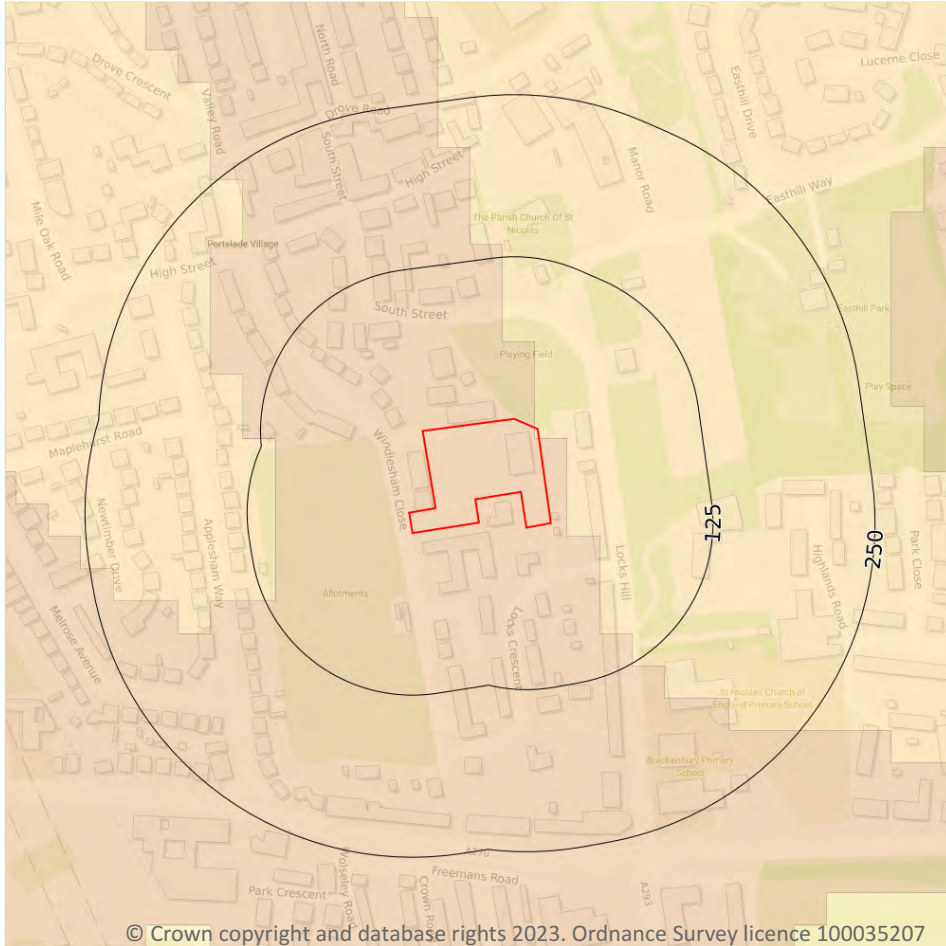 North Road
Lucerne Close
Drove Crescent
Easthill Drive
Valley Road
Drove Road
South Street
High Street
Manor Road
Easthill Way
Mile Oak Road
The Parish Church Of St
Nicolas
Portslade Village
High Street
South Street
Easthill Park
Playing Field
Play Space
Maplehurst Road
Windlesham Close
125
250
Newtimber Drive
Applesham Way
Locks Hill
Highlands Road
Park Close
Allotments
Melrose Avenue
Locks Crescent
St Nicolas Church of
England Primary School
Brackenbury Primary
School
A270
Freemans Road
Wolseley Road
Park Crescent
Crown Ro
A293
© Crown copyright and database rights 2023. Ordnance Survey licence 100035207